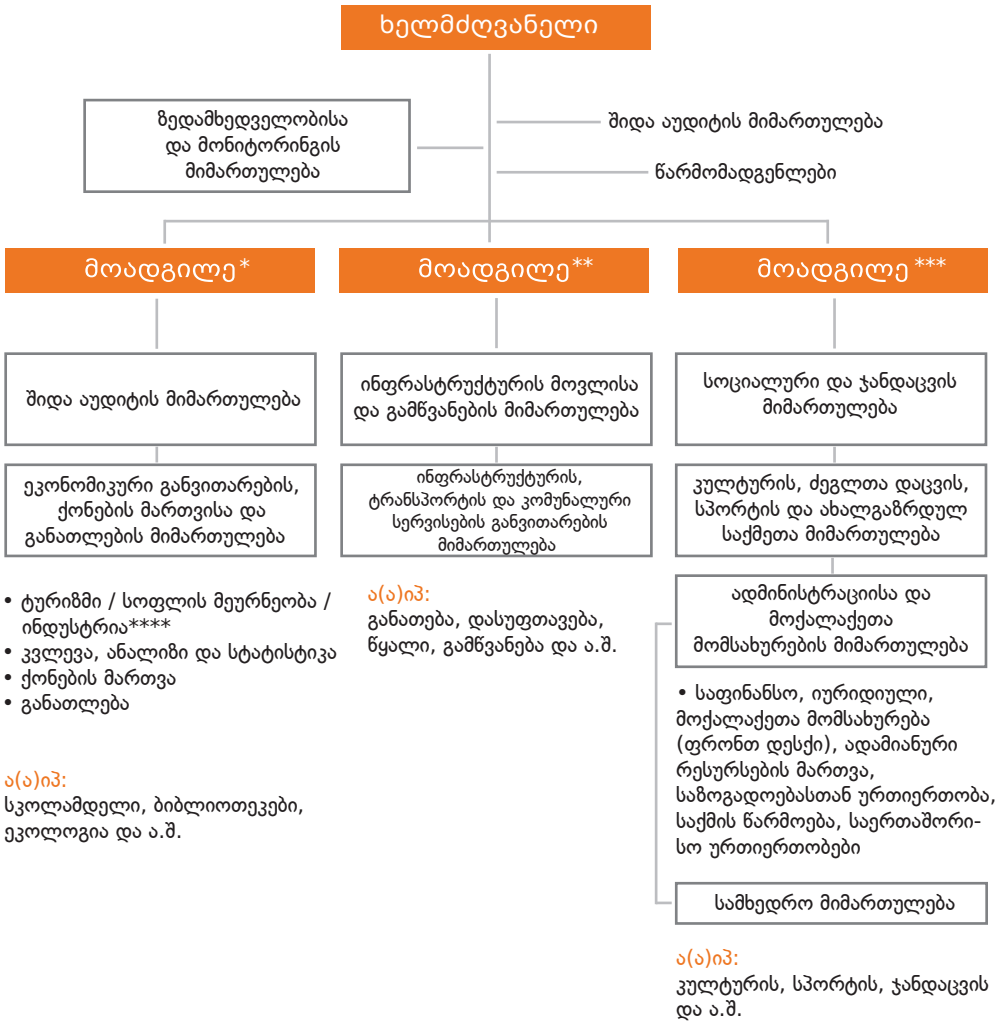 ხელმძღვანელი
ზედამხედველობისა
და მონიტორინგის
მიმართულება
შიდა აუდიტის მიმართულება
წარმომადგენლები
მოადგილე*
მოადგილე**
მოადგილე***
შიდა აუდიტის მიმართულება
ეკონომიკური განვითარების,
ქონების მართვისა და
განათლების მიმართულება
• ტურიზმი / სოფლის მეურნეობა /
ინდუსტრია****
• კვლევა, ანალიზი და სტატისტიკა
• ქონების მართვა
• განათლება
ა(ა)იპ:
სკოლამდელი, ბიბლიოთეკები,
ეკოლოგია და ა.შ.
ინფრასტრუქტურის მოვლისა
და გამწვანების მიმართულება
ინფრასტრუქტურის,
ტრანსპორტის და კომუნალური
სერვისების განვითარების
მიმართულება
ა(ა)იპ:
განათება, დასუფთავება,
წყალი, გამწვანება და ა.შ.
სოციალური და ჯანდაცვის
მიმართულება
კულტურის, ძეგლთა დაცვის,
სპორტის და ახალგაზრდულ
საქმეთა მიმართულება
ადმინისტრაციისა და
მოქალაქეთა
მომსახურების მიმართულება
• საფინანსო, იურიდიული,
მოქალაქეთა მომსახურება
(ფრონთ დესქი), ადამიანური
რესურსების მართვა,
საზოგადოებასთან ურთიერთობა,
საქმის წარმოება, საერთაშორი-
სო ურთიერთობები
სამხედრო მიმართულება
ა(ა)იპ:
კულტურის, სპორტის, ჯანდაცვის
და ა.შ.